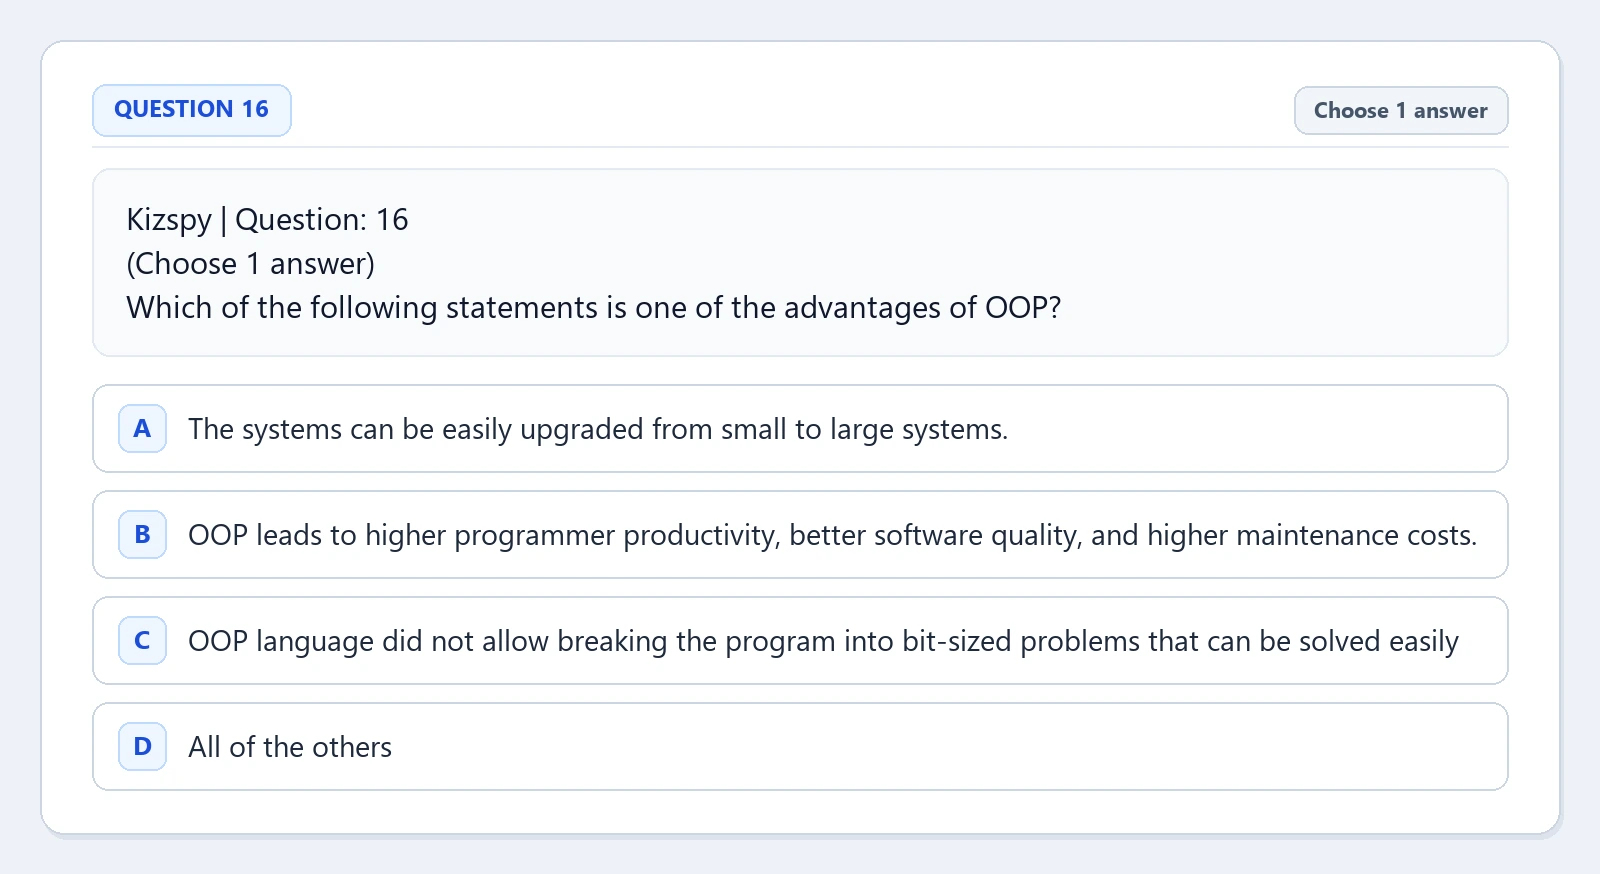 QUESTION 16
Choose 1 answer
Kizspy | Question: 16
(Choose 1 answer)
Which of the following statements is one of the advantages of OOP?
A The systems can be easily upgraded from small to large systems.
B OOP leads to higher programmer productivity, better software quality, and higher maintenance costs.
C OOP language did not allow breaking the program into bit-sized problems that can be solved easily
D All of the others